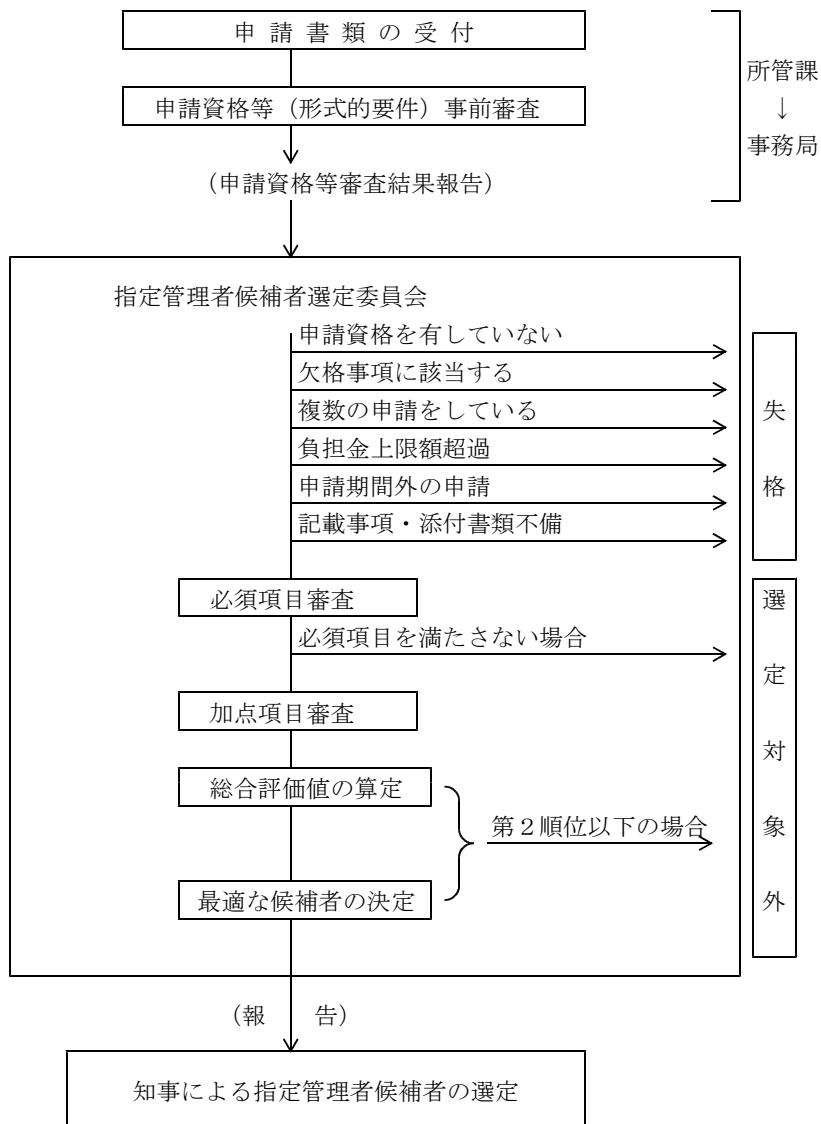 申請書類の受付
申請資格等（形式的要件）事前審査
（申請資格等審査結果報告）
所管課
↓
事務局
指定管理者候補者選定委員会
申請資格を有していない
欠格事項に該当する
複数の申請をしている
負担金上限額超過
申請期間外の申請
記載事項・添付書類不備
失格
必須項目審査
必須項目を満たさない場合
加点項目審査
総合評価値の算定
第２順位以下の場合
最適な候補者の決定
選定対象外
（報　告）
知事による指定管理者候補者の選定